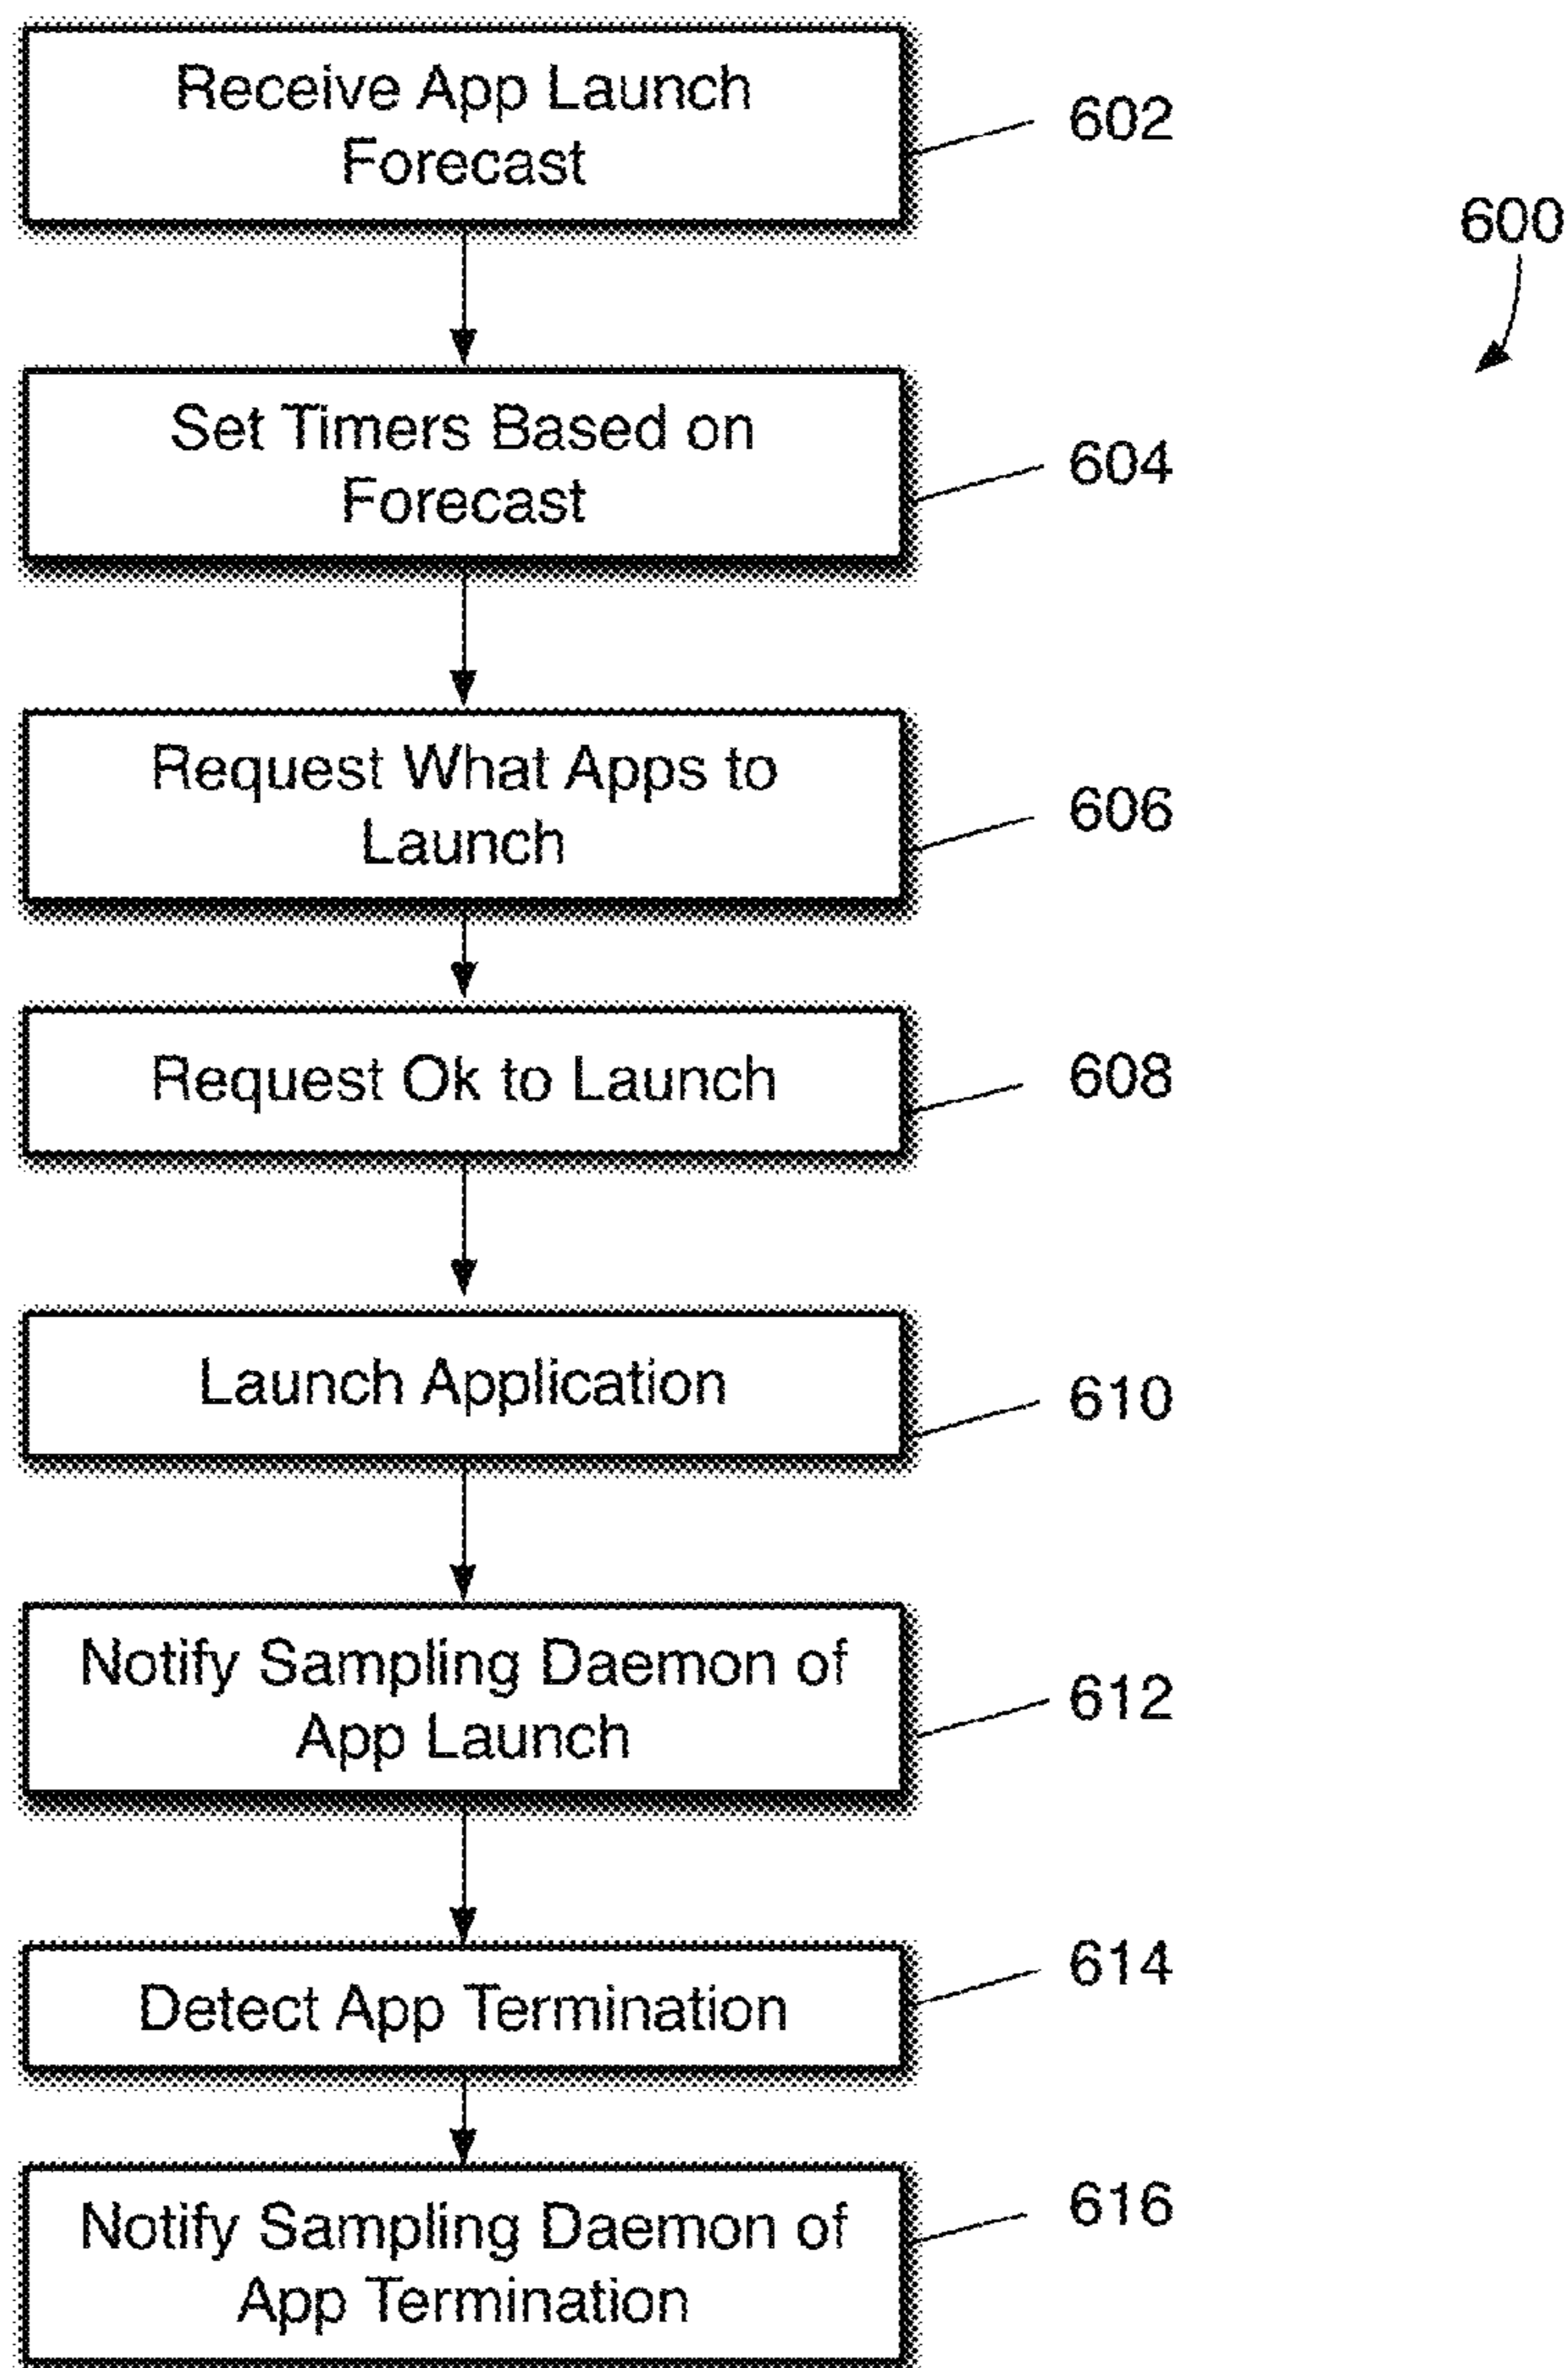 Receive App Launch
Forecast
602
600
Set Timers Based on
Forecast
604
Request What Apps to
Launch
606
Request Ok to Launch
608
Launch Application
610
Notify Sampling Daemon of
App Launch
612
Detect App Termination
614
Notify Sampling Daemon of
App Termination
616